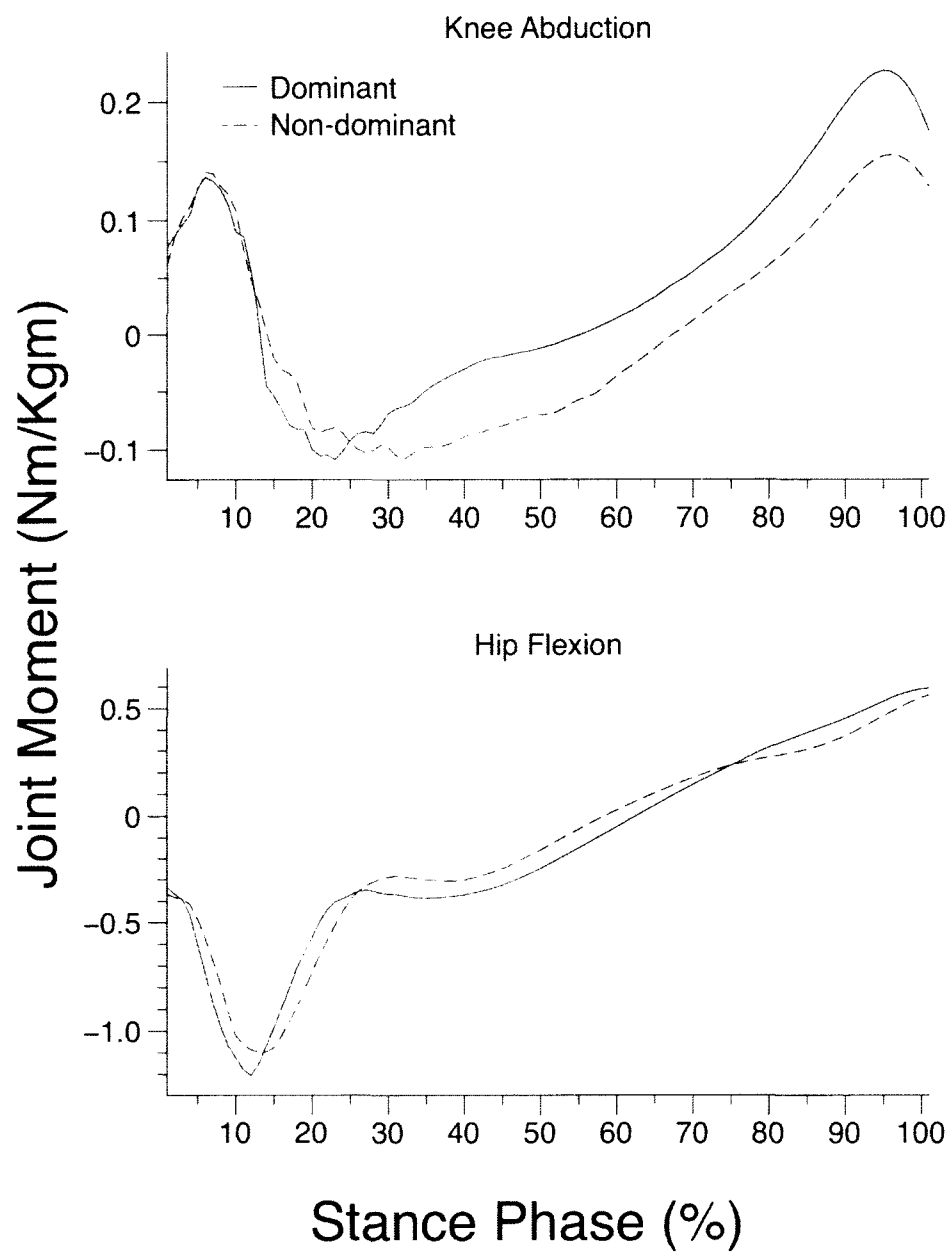 Knee Abduction
Dominant
Non-dominant
0.2
0.1
0
−0.1
10 20 30 40 50 60 70 80 90 100
Joint Moment (Nm/Kgm)
Hip Flexion
0.5
0
−0.5
−1.0
10 20 30 40 50 60 70 80 90 100
Stance Phase (%)